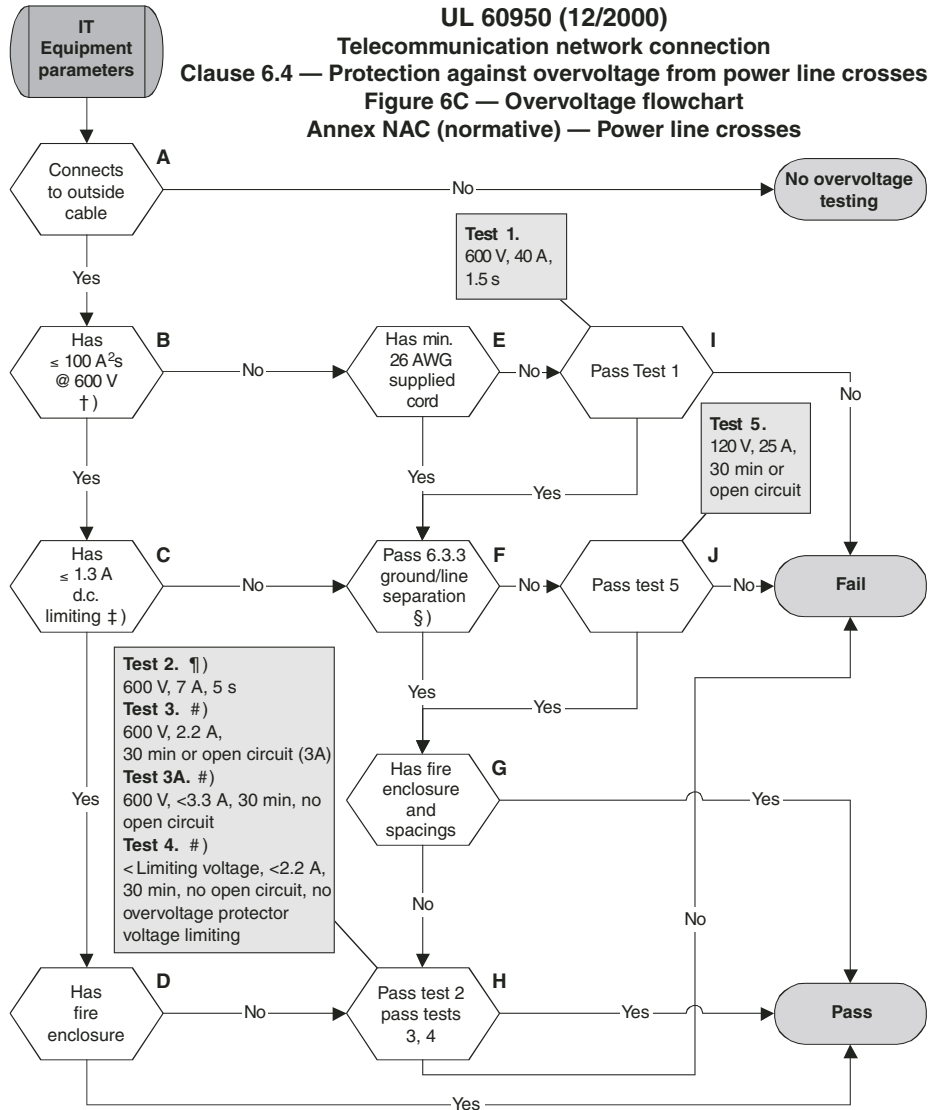 UL 60950 (12/2000)
Telecommunication network connection
Clause 6.4 — Protection against overvoltage from power line crosses
Figure 6C — Overvoltage flowchart
Annex NAC (normative) — Power line crosses
IT
Equipment
parameters
A
Connects
to outside
cable
No
No overvoltage
testing
Yes
Test 1.
600 V, 40 A,
1.5 s
B
Has
≤ 100 A²s
@ 600 V
†)
No
E
Has min.
26 AWG
supplied
cord
No
I
Pass Test 1
No
Yes
Yes
Yes
Test 5.
120 V, 25 A,
30 min or
open circuit
C
Has
≤ 1.3 A
d.c.
limiting ‡)
No
F
Pass 6.3.3
ground/line
separation
§)
No
J
Pass test 5
No
Fail
Test 2. ¶)
600 V, 7 A, 5 s
Test 3. #)
600 V, 2.2 A,
30 min or open circuit (3A)
Test 3A. #)
600 V, <3.3 A, 30 min, no
open circuit
Test 4. #)
< Limiting voltage, <2.2 A,
30 min, no open circuit, no
overvoltage protector
voltage limiting
Yes
Yes
Yes
G
Has fire
enclosure
and
spacings
Yes
No
No
D
Has
fire
enclosure
No
H
Pass test 2
pass tests
3, 4
Yes
Pass
Yes